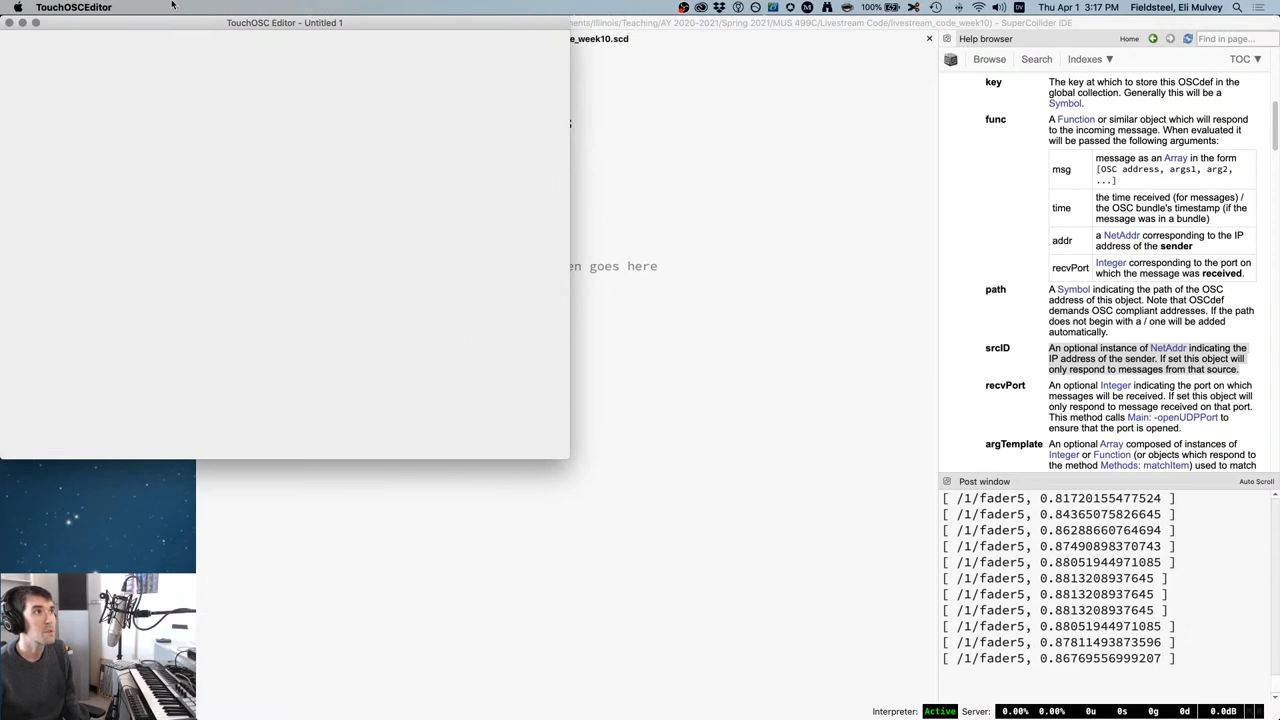 TouchOSCEditor
100%
Thu Apr 1 3:17 PM Fieldsteel, Eli Mulvey
TouchOSC Editor - Untitled 1
ments/Illinois/Teaching/AY 2020-2021/Spring 2021/MUS 499C/Livestream Code/livestream_code_week10) - SuperCollider IDE
e_week10.scd
Help browser
Home
Find in page...
Browse
Search
Indexes ▼
TOC ▼
key
The key at which to store this OSCdef in the
global collection. Generally this will be a
Symbol.
func
A Function or similar object which will respond
to the incoming message. When evaluated it
will be passed the following arguments:
msg
message as an Array in the form
[OSC address, args1, arg2,
...]
time
the time received (for messages) /
the OSC bundle's timestamp (if the
message was in a bundle)
addr
a NetAddr corresponding to the IP
address of the sender
recvPort
Integer corresponding to the port on
which the message was received.
path
A Symbol indicating the path of the OSC
address of this object. Note that OSCdef
demands OSC compliant addresses. If the path
does not begin with a / one will be added
automatically.
srcID
An optional instance of NetAddr indicating the
IP address of the sender. If set this object will
only respond to messages from that source.
recvPort
An optional Integer indicating the port on which
messages will be received. If set this object will
only respond to message received on that port.
This method calls Main: -openUDPPort to
ensure that the port is opened.
argTemplate
An optional Array composed of instances of
Integer or Function (or objects which respond to
the method Methods: matchItem) used to match
en goes here
Post window
Auto Scroll
[ /1/fader5, 0.81720155477524 ]
[ /1/fader5, 0.84365075826645 ]
[ /1/fader5, 0.86288660764694 ]
[ /1/fader5, 0.87490898370743 ]
[ /1/fader5, 0.88051944971085 ]
[ /1/fader5, 0.8813208937645 ]
[ /1/fader5, 0.8813208937645 ]
[ /1/fader5, 0.8813208937645 ]
[ /1/fader5, 0.88051944971085 ]
[ /1/fader5, 0.87811493873596 ]
[ /1/fader5, 0.86769556999207 ]
Interpreter: Active Server: 0.00% 0.00% 0u 0s 0g 0d 0.0dB